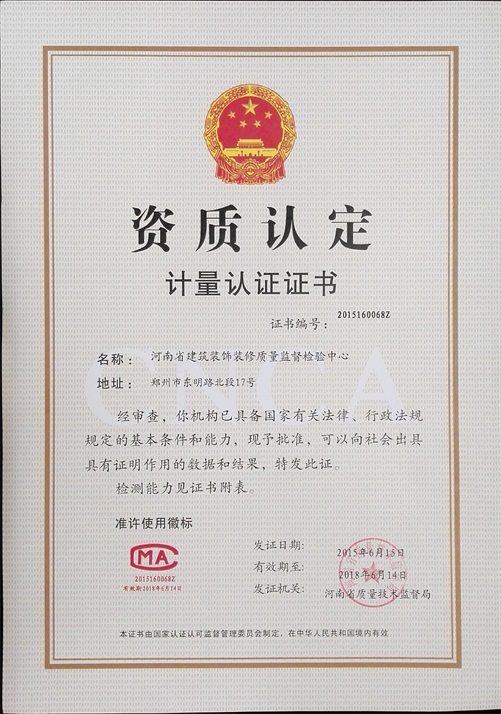 资质认定
计量认证证书
证书编号：2015160068Z
名称： 河南省建筑装饰装修质量监督检验中心
地址： 郑州市东明路北段17号
经审查，你机构已具备国家有关法律、行政法规
规定的基本条件和能力，现予批准，可以向社会出具
具有证明作用的数据和结果，特发此证。
检测能力见证书附表。
准许使用徽标
MA
2015160068Z
有效期2018年6月14日
发证日期： 2015年6月15日
有效期至： 2018年6月14日
发证机关： 河南省质量技术监督局
本证书由国家认证认可监督管理委员会制定，在中华人民共和国境内有效
CNCA